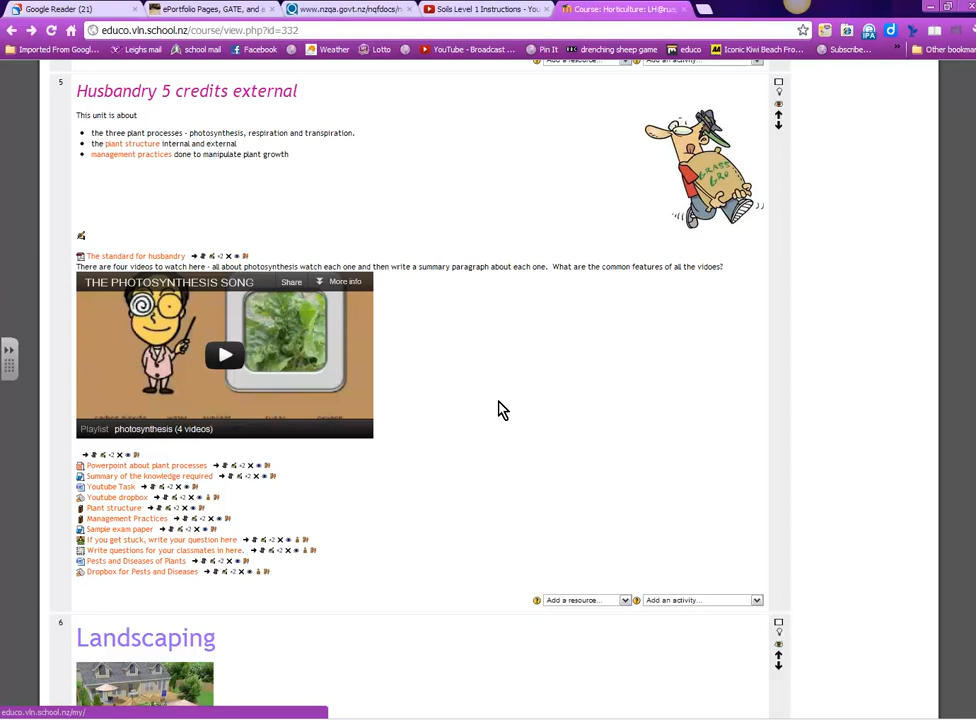 Google Reader (21)
ePortfolio Pages, GATE, and a
www.nzqa.govt.nz/nqfdocs/n
Soils Level 1 Instructions - You
Course: Horticulture: LH@rua
educo.vln.school.nz/course/view.php?id=332
Imported From Googl...
Leighs mail
school mail
Facebook
Weather
Lotto
YouTube - Broadcast ...
Pin It
drenching sheep game
educo
Iconic Kiwi Beach Fro...
Subscribe...
Other bookmar
5
Husbandry 5 credits external
This unit is about
the three plant processes - photosynthesis, respiration and transpiration.
the plant structure internal and external
management practices done to manipulate plant growth
GRASS
GRO
The standard for husbandry
There are four videos to watch here - all about photosynthesis watch each one and then write a summary paragraph about each one. What are the common features of all the vidoes?
THE PHOTOSYNTHESIS SONG
Share
More info
Playlist photosynthesis (4 videos)
Powerpoint about plant processes
Summary of the knowledge required
Youtube Task
Youtube dropbox
Plant structure
Management Practices
Sample exam paper
If you get stuck, write your question here
Write questions for your classmates in here.
Pests and Diseases of Plants
Dropbox for Pests and Diseases
Add a resource...
Add an activity...
6
Landscaping
educo.vln.school.nz/my/